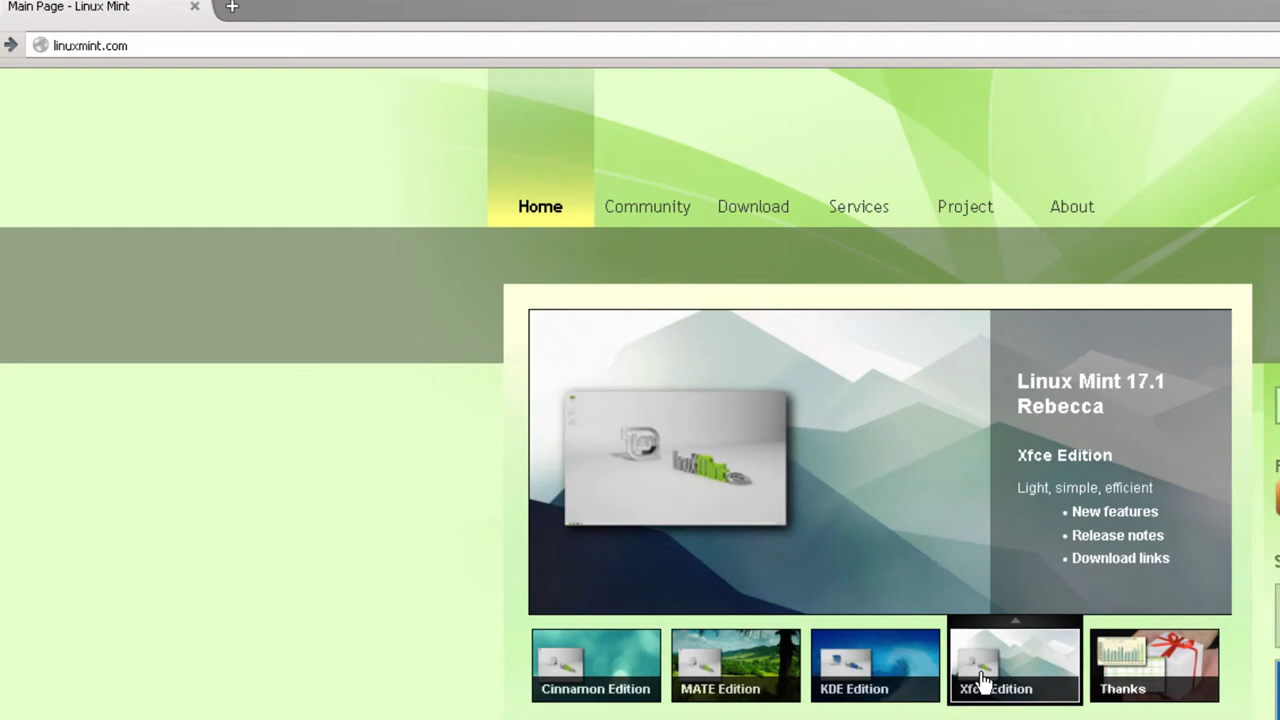 Main Page - Linux Mint
linuxmint.com
Home Community Download Services Project About
Linux Mint 17.1
Rebecca
Xfce Edition
Light, simple, efficient
• New features
• Release notes
• Download links
linuxMint
Cinnamon Edition MATE Edition KDE Edition Xfce Edition Thanks